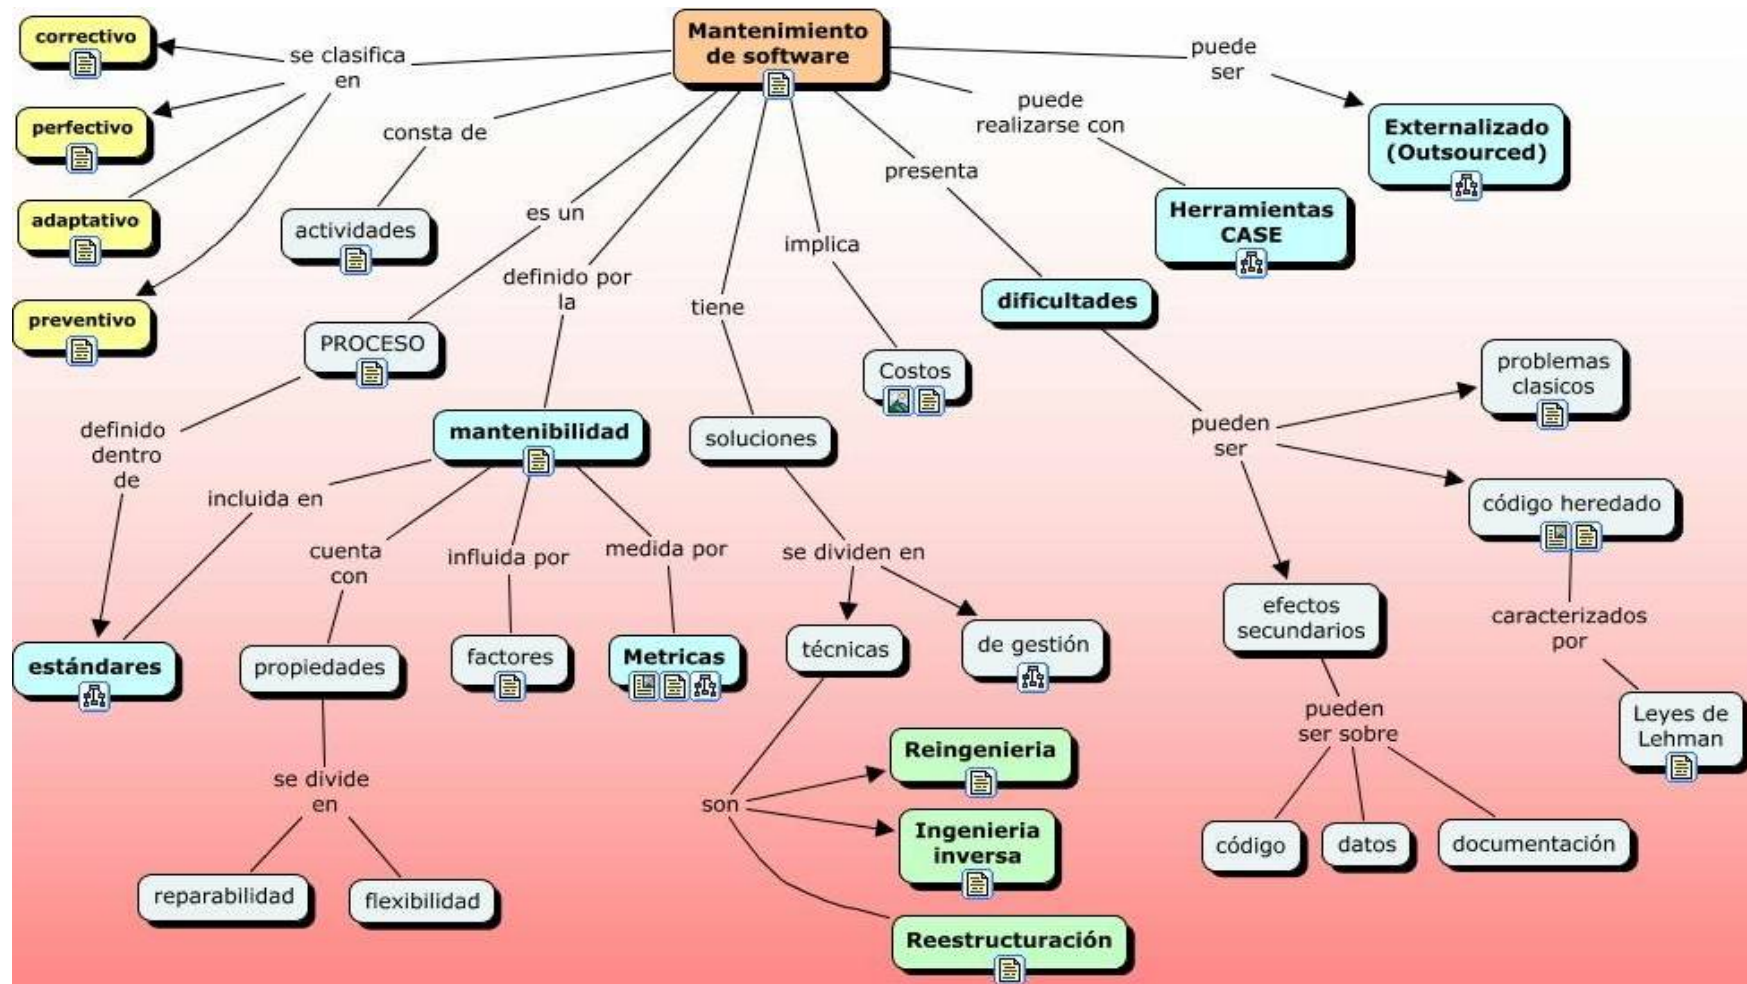 Mantenimiento
de software
se clasifica
en
correctivo
perfectivo
adaptativo
preventivo
consta de
actividades
es un
PROCESO
definido
dentro
de
estándares
definido por
la
mantenibilidad
incluida en
cuenta
con
propiedades
se divide
en
reparabilidad
flexibilidad
influida por
factores
medida por
Metricas
tiene
soluciones
se dividen en
técnicas
de gestión
son
Reingenieria
Ingenieria
inversa
Reestructuración
implica
Costos
presenta
dificultades
pueden
ser
problemas
clasicos
código heredado
caracterizados
por
Leyes de
Lehman
efectos
secundarios
pueden
ser sobre
código
datos
documentación
puede
realizarse con
Herramientas
CASE
puede
ser
Externalizado
(Outsourced)